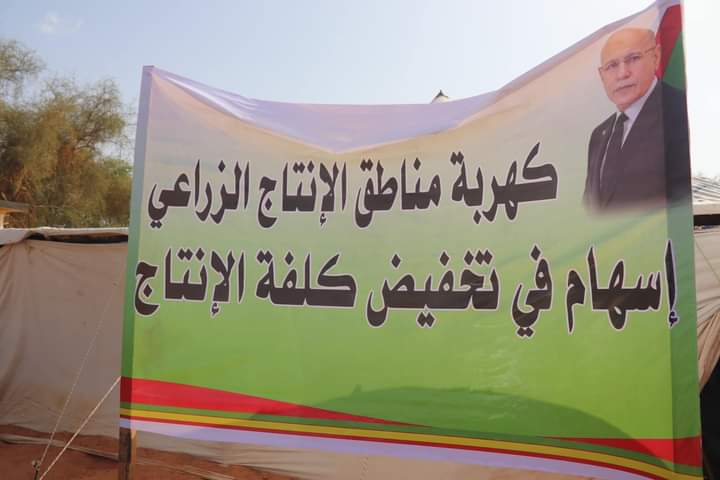 كهربة مناطق الإنتاج الزراعي
إسهام في تخفيض كلفة الإنتاج